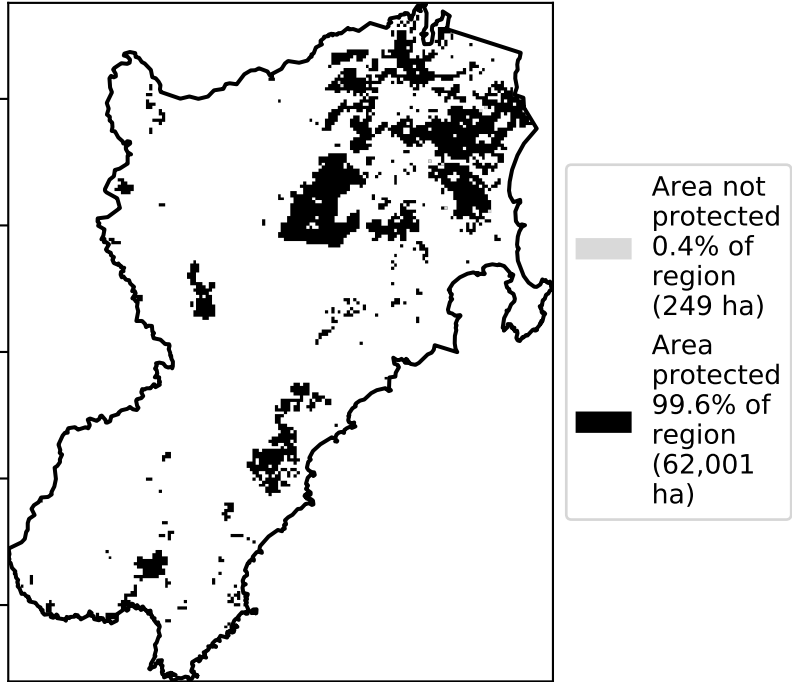 Area not
protected
0.4% of
region
(249 ha)
Area
protected
99.6% of
region
(62,001
ha)